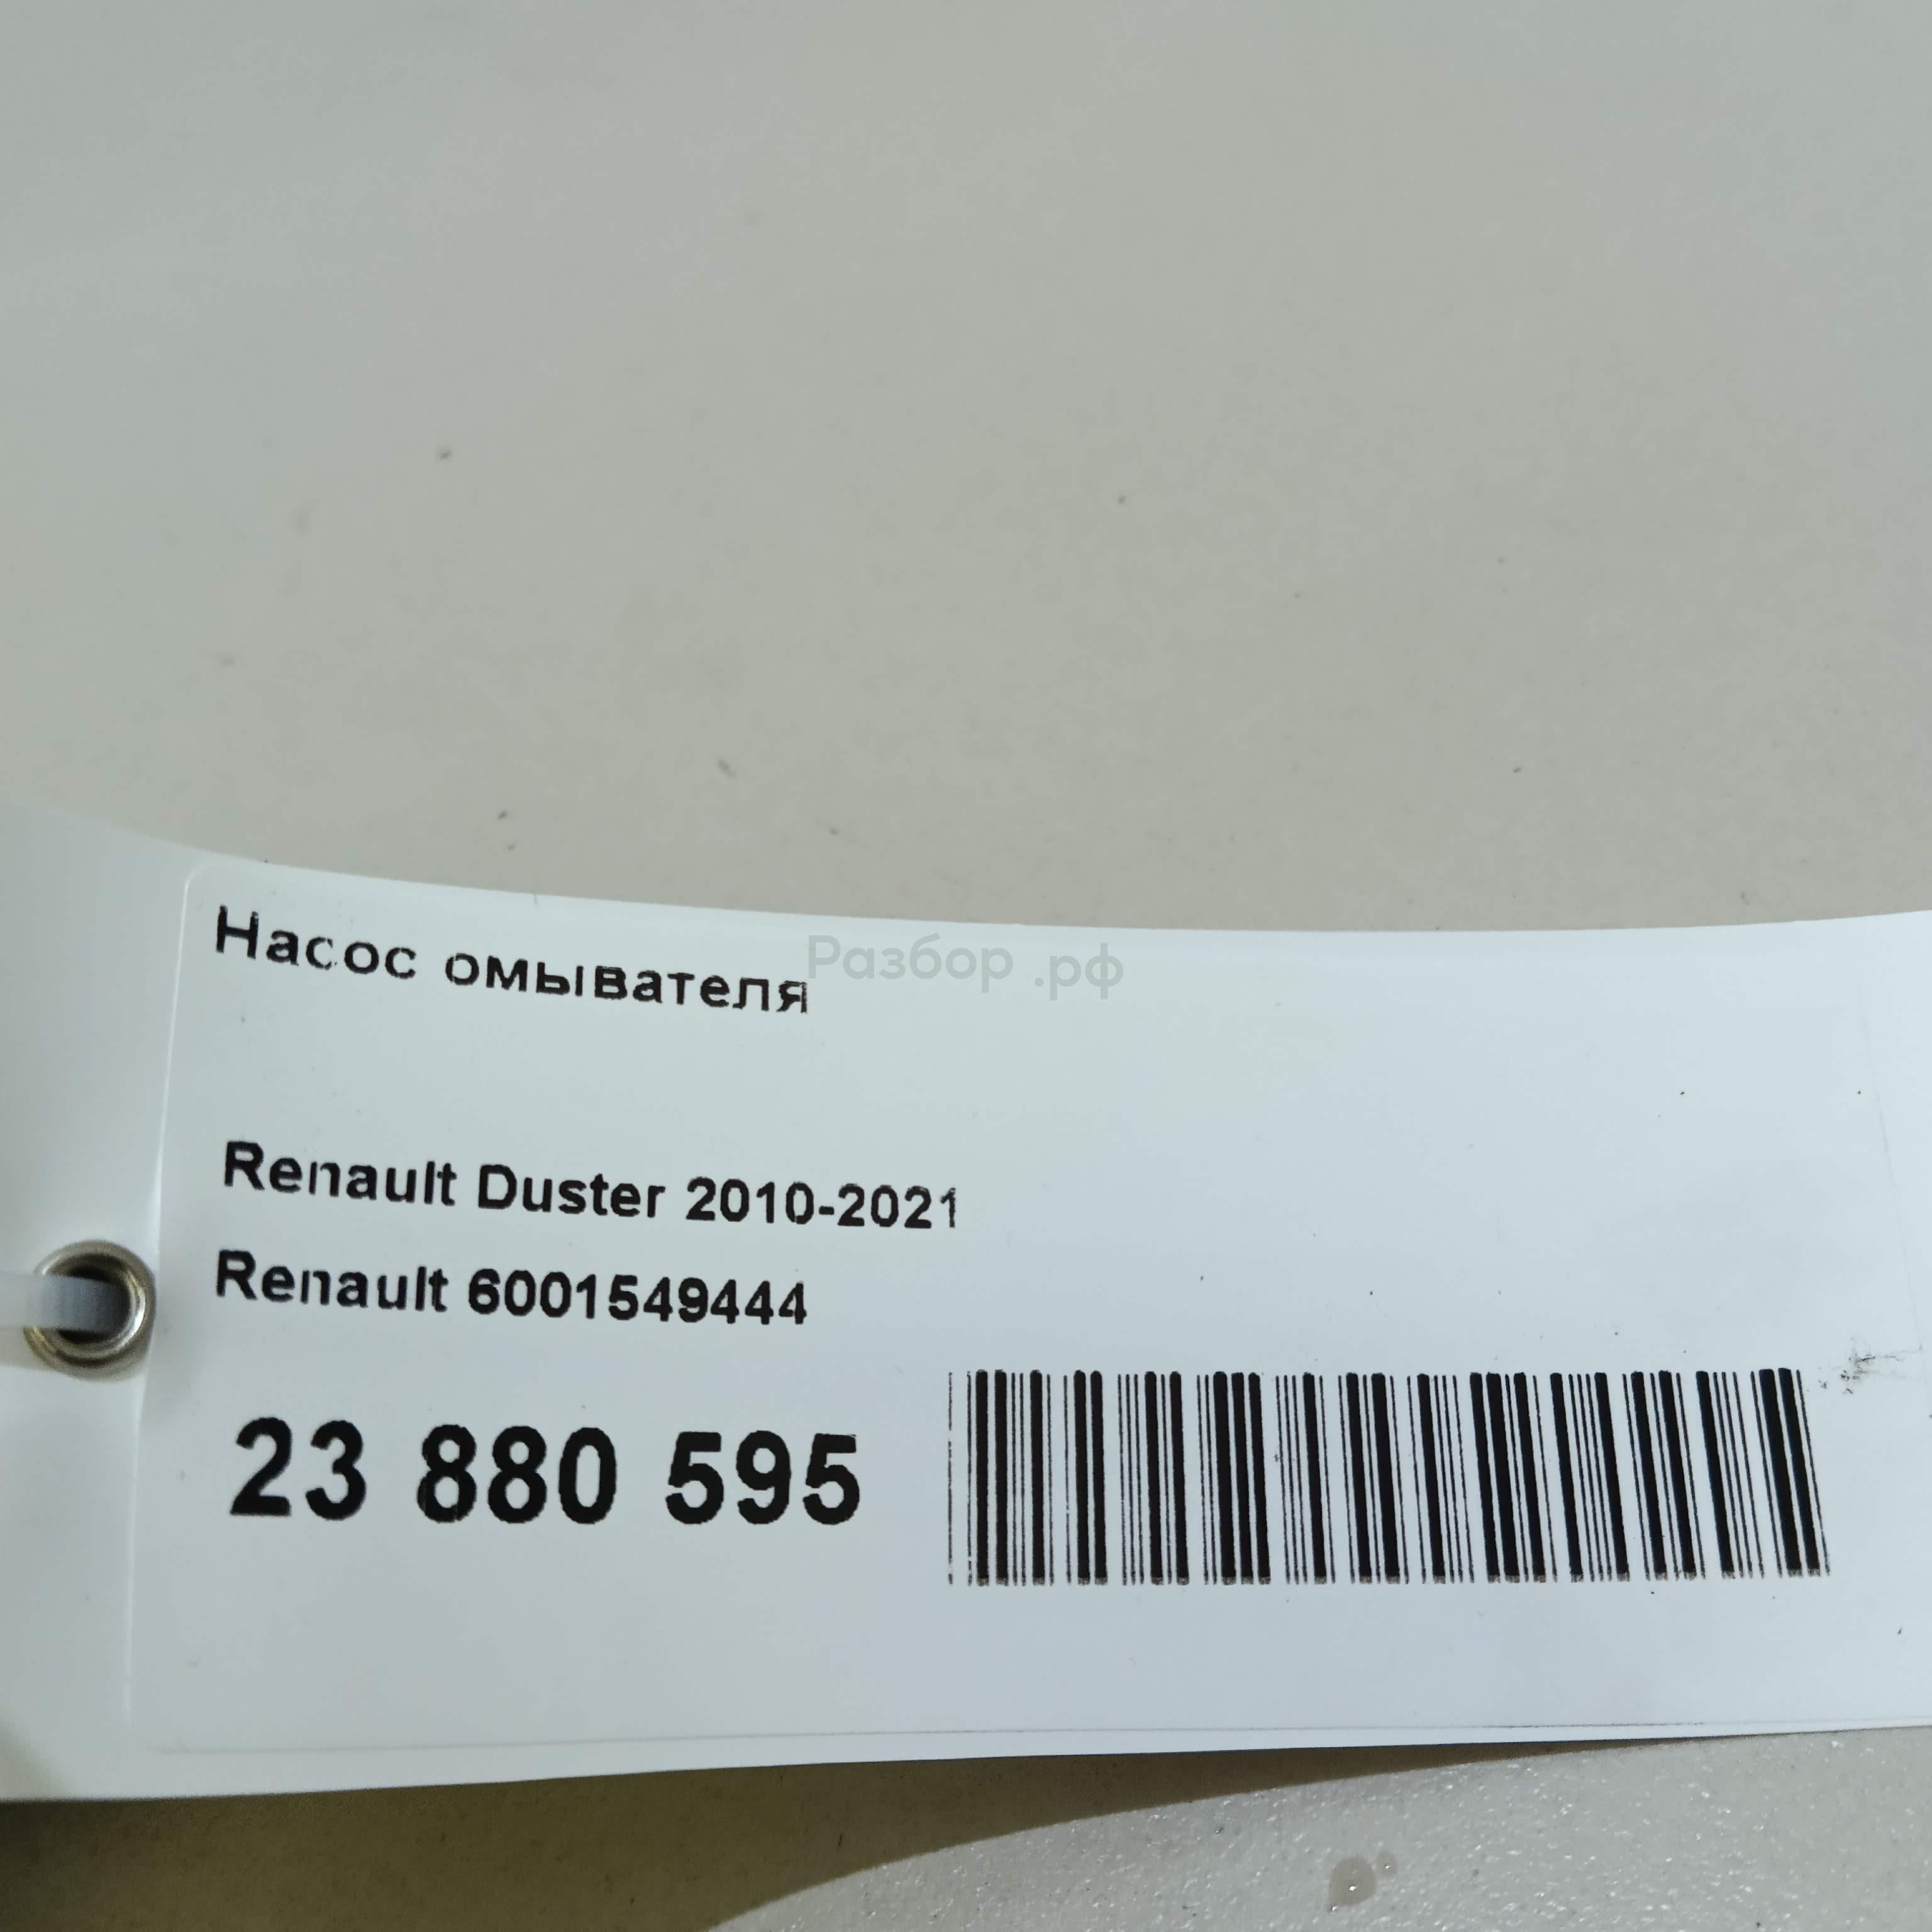 Насос омывателя
Разбор .рф
Renault Duster 2010-2021
Renault 6001549444
23 880 595